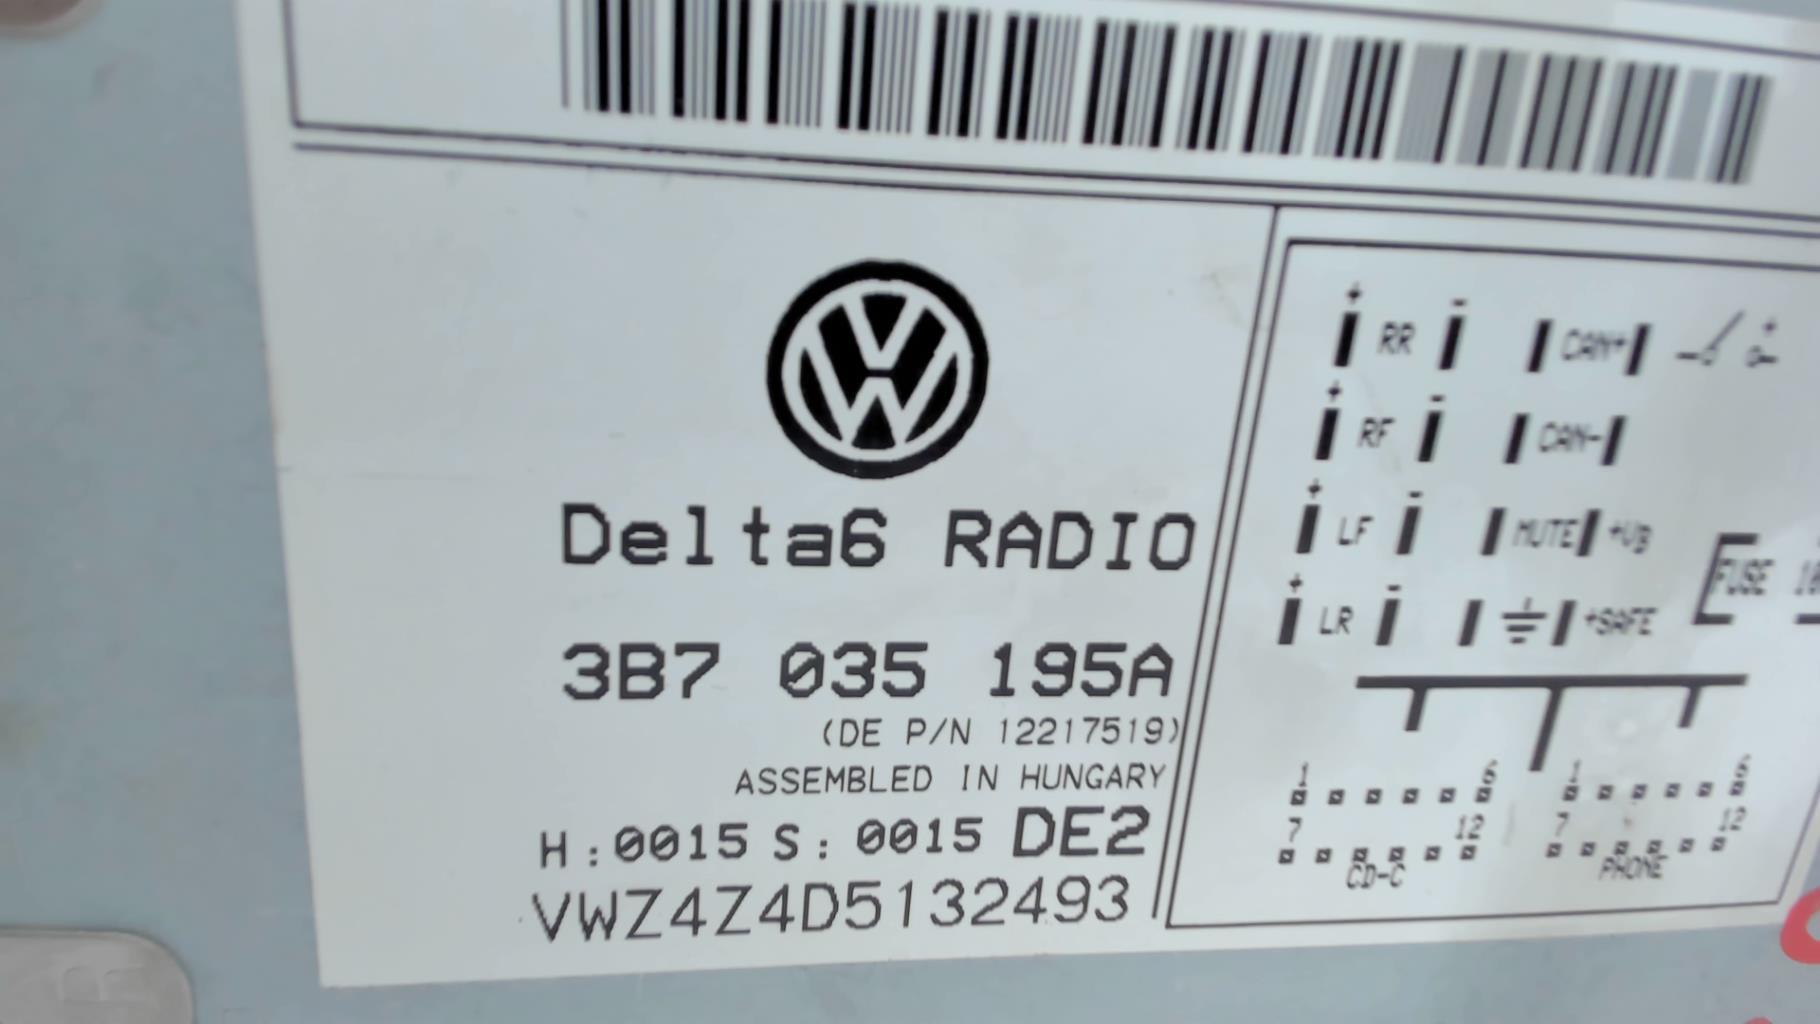 Delta6 RADIO
3B7 035 195A
(DE P/N 12217519)
ASSEMBLED IN HUNGARY
H:0015 S:0015 DE2
VWZ4Z4D5132493
+ RR - CAN+ +
+ RF - CAN-
+ LF - MUTE +VB
+ LR - +SAFE
FUSE
1 6 1 6
7 12 7 12
CD-C PHONE